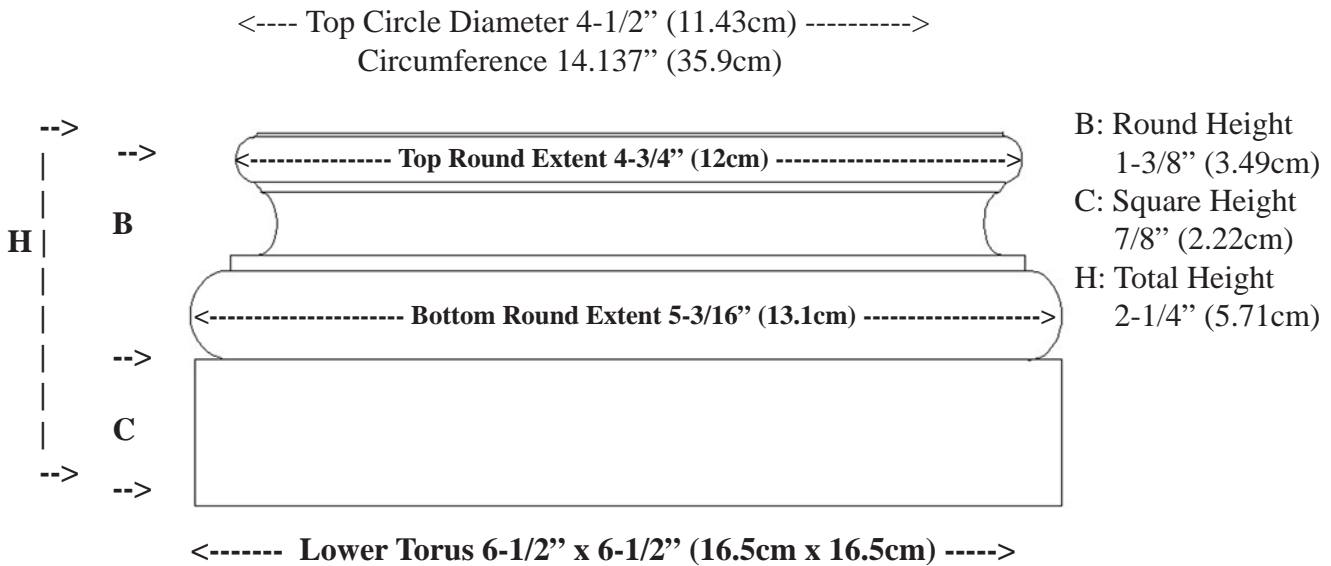 <---- Top Circle Diameter 4-1/2” (11.43cm) ---------->
Circumference 14.137” (35.9cm)
B: Round Height
1-3/8” (3.49cm)
C: Square Height
7/8” (2.22cm)
H: Total Height
2-1/4” (5.71cm)
<---------------- Top Round Extent 4-3/4” (12cm) -------------------------->
B
H
<--------------------- Bottom Round Extent 5-3/16” (13.1cm) --------------------->
C
<------- Lower Torus 6-1/2” x 6-1/2” (16.5cm x 16.5cm) ----->